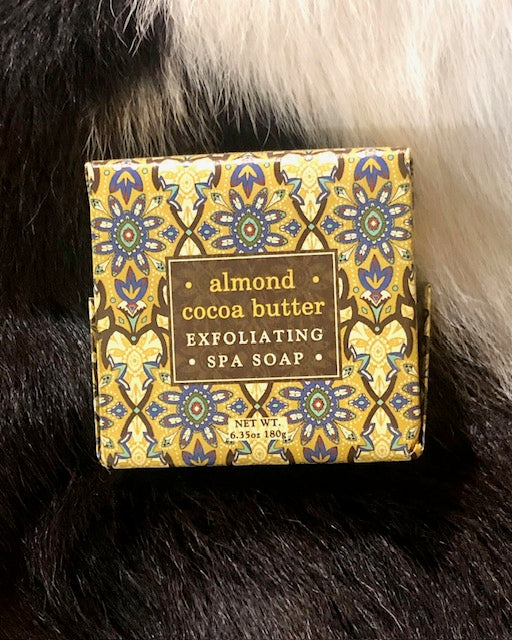 • almond •
cocoa butter
EXFOLIATING
• SPA SOAP •
NET WT.
6.35oz 180g